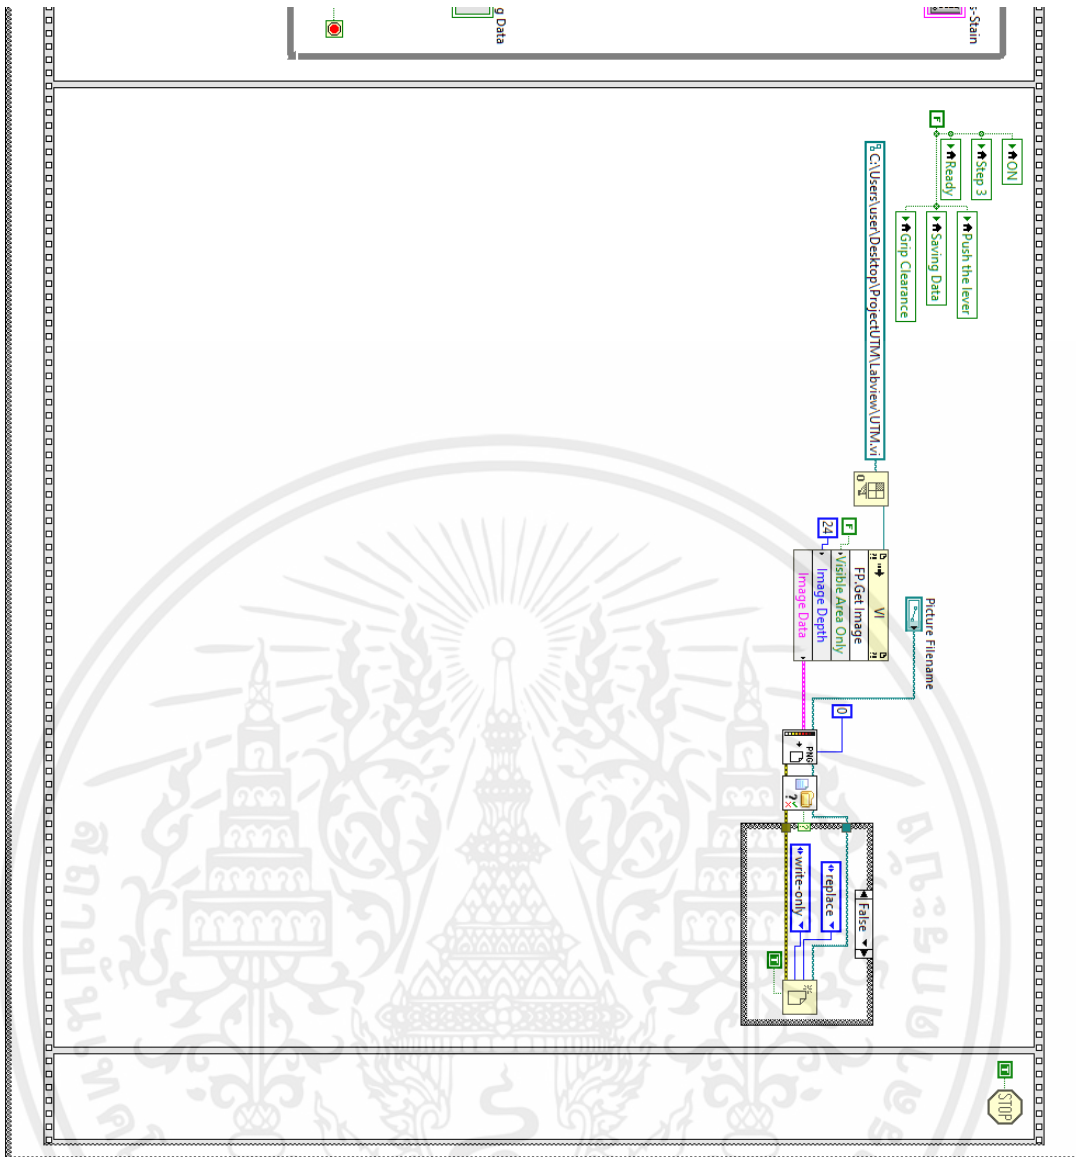 g Data
s-Stain
F
ON
Step 3
Ready
Push the lever
Saving Data
Grip Clearance
C:\Users\user\Desktop\ProjectUTM\Labview\UTM.vi
Picture Filename
F
24
VI
FP.Get Image
Visible Area Only
Image Depth
Image Data
0
PNG
?
False
replace
write-only
T
T
STOP